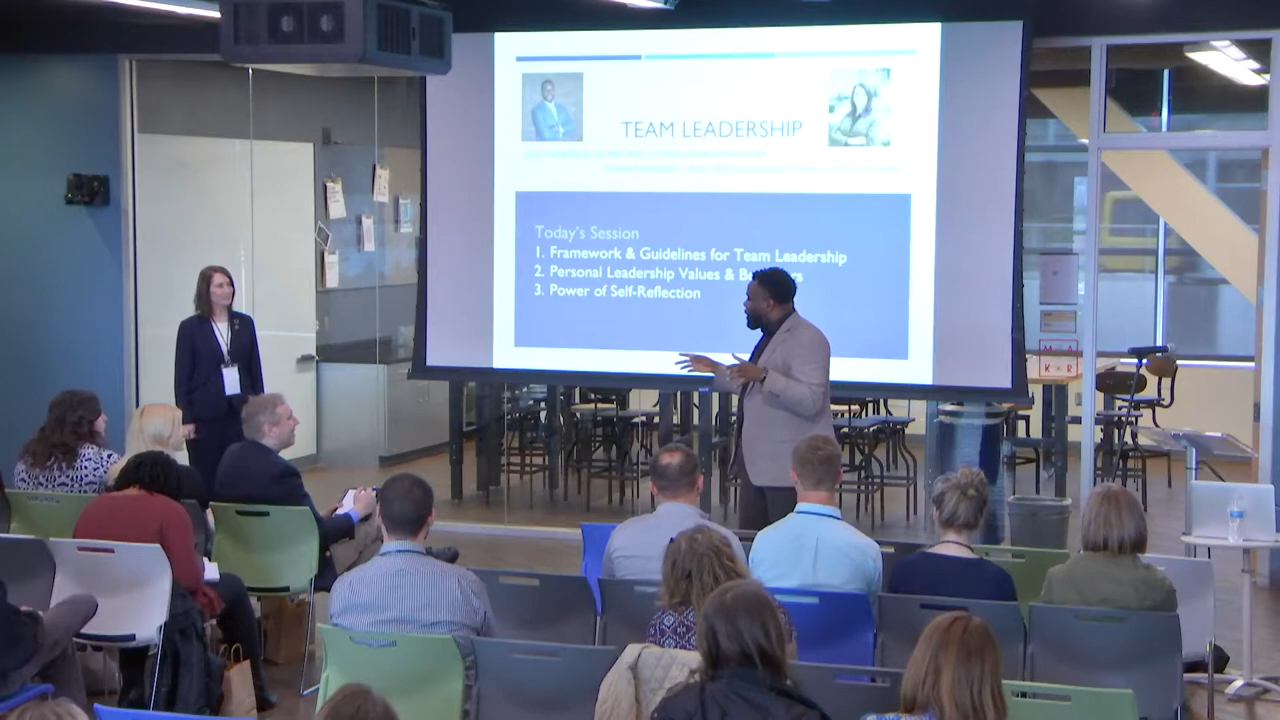 TEAM LEADERSHIP
Today's Session
1. Framework & Guidelines for Team Leadership
2. Personal Leadership Values &
3. Power of Self-Reflection
M A
K R